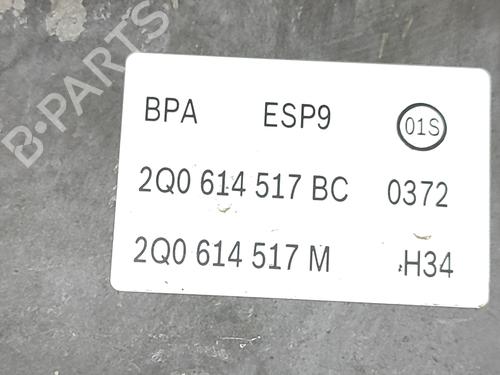 B-PARTS
BPA ESP9 01S
2Q0 614 517 BC 0372
2Q0 614 517 M H34